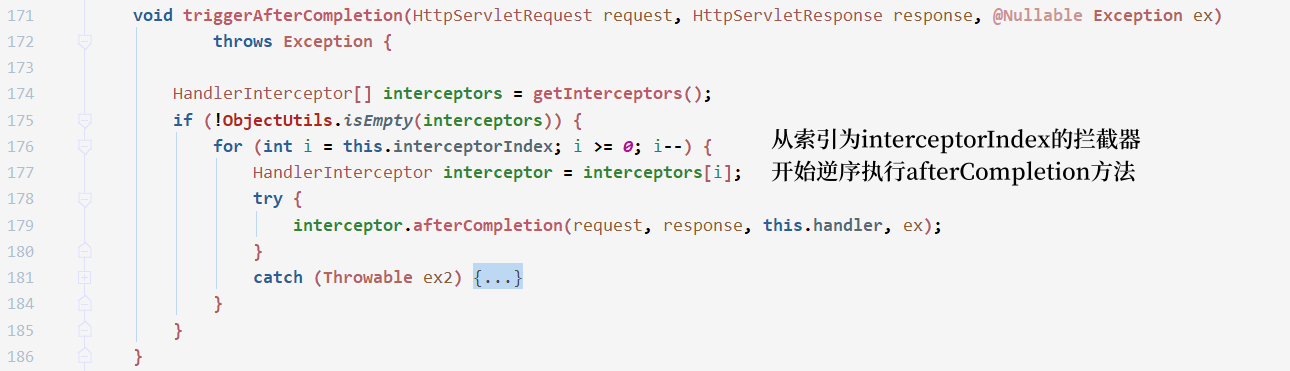 171 void triggerAfterCompletion(HttpServletRequest request, HttpServletResponse response, @Nullable Exception ex)
172 throws Exception {
173
174 HandlerInterceptor[] interceptors = getInterceptors();
175 if (!ObjectUtils.isEmpty(interceptors)) {
176 for (int i = this.interceptorIndex; i >= 0; i--) {
从索引为interceptorIndex的拦截器
177 HandlerInterceptor interceptor = interceptors[i];
开始逆序执行afterCompletion方法
178 try {
179 interceptor.afterCompletion(request, response, this.handler, ex);
180 }
181 catch (Throwable ex2) {...}
184 }
185 }
186 }